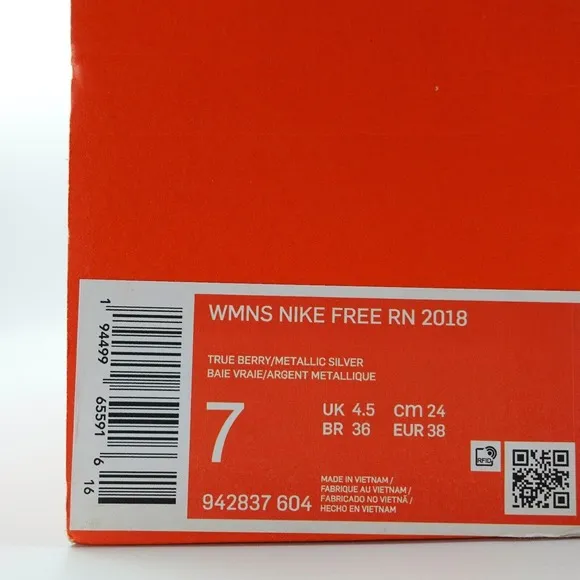 WMNS NIKE FREE RN 2018
TRUE BERRY/METALLIC SILVER
BAIE VRAIE/ARGENT METALLIQUE
7
UK 4.5 cm 24
BR 36 EUR 38
942837 604
MADE IN VIETNAM /
FABRIQUE AU VIETNAM /
FABRICADO NO VIETNÃ /
HECHO EN VIETNAM
RFID
1 94499 65591 6
16